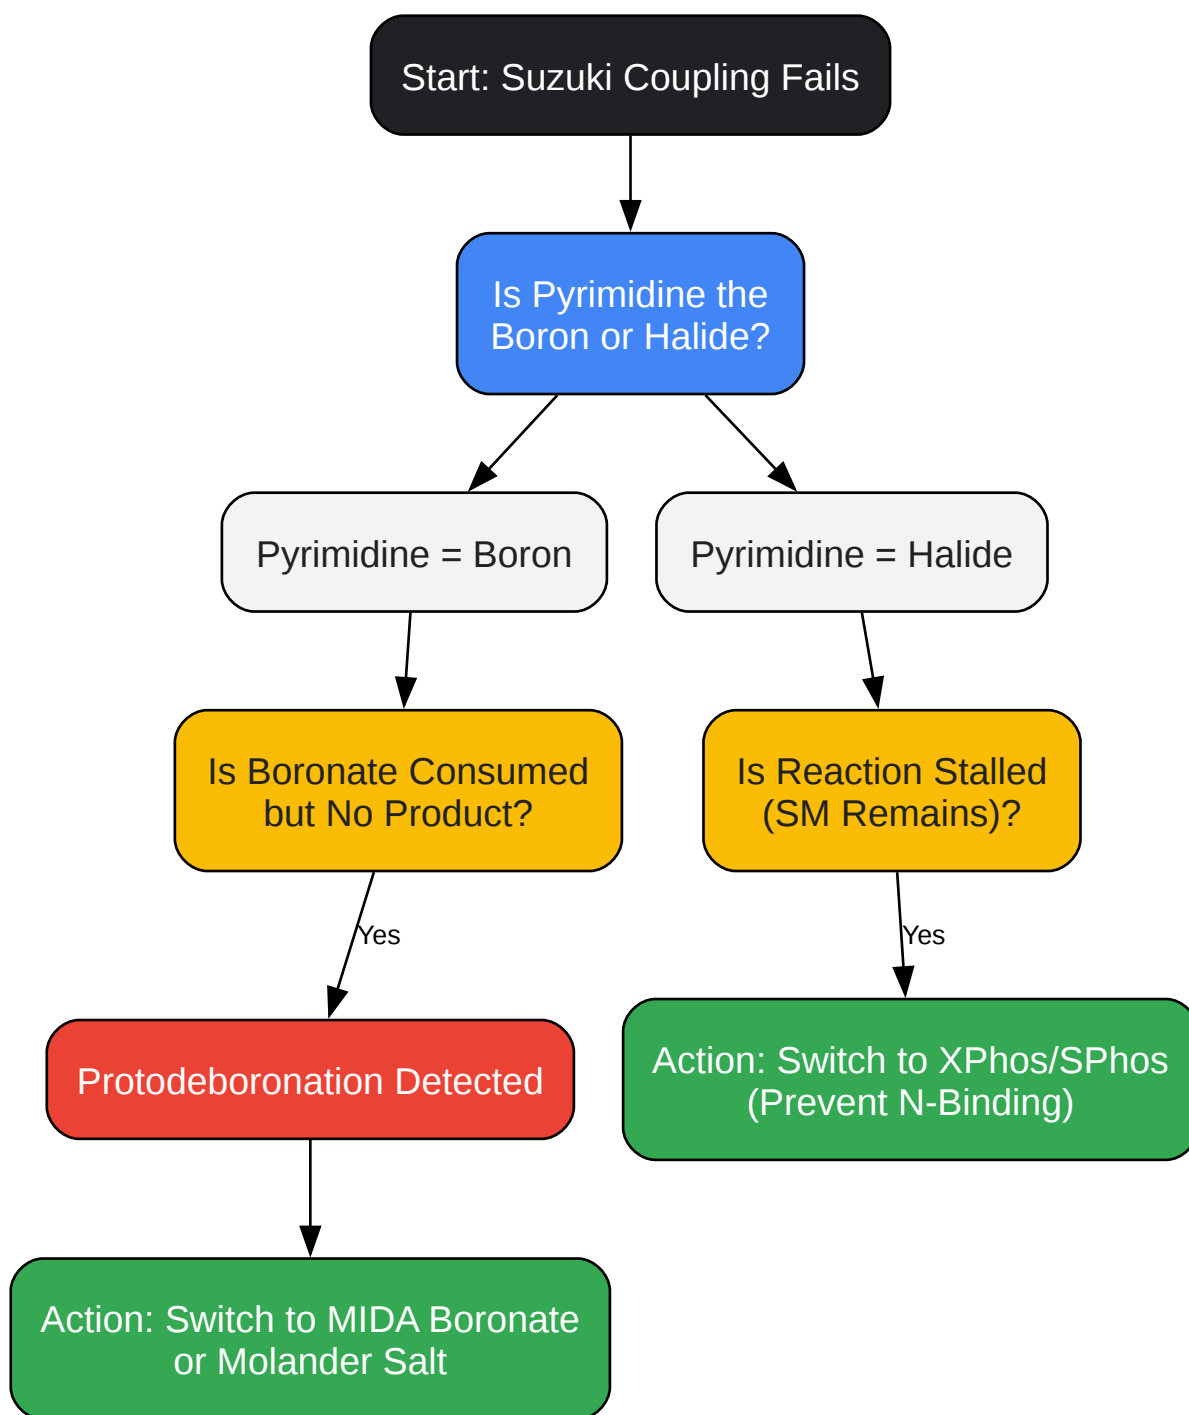 Start: Suzuki Coupling Fails
Is Pyrimidine the
Boron or Halide?
Pyrimidine = Boron
Pyrimidine = Halide
Is Boronate Consumed
but No Product?
Is Reaction Stalled
(SM Remains)?
Yes
Yes
Protodeboronation Detected
Action: Switch to XPhos/SPhos
(Prevent N-Binding)
Action: Switch to MIDA Boronate
or Molander Salt